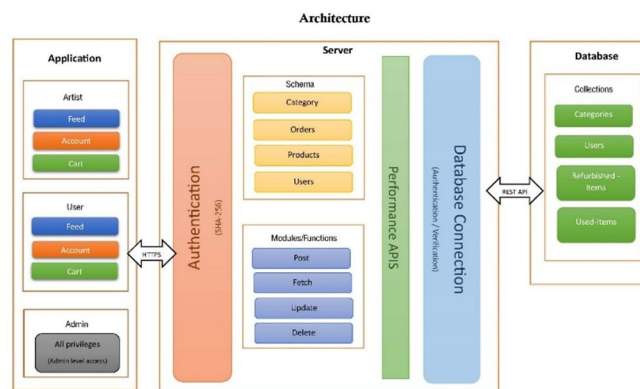 Architecture
Application
Artist
Feed
Account
Cart
User
Feed
Account
Cart
Admin
All privileges
(Admin level access)
HTTPS
Server
Authentication
(SHA-256)
Schema
Category
Orders
Products
Users
Modules/Functions
Post
Fetch
Update
Delete
Performance APIS
Database Connection
(Authentication / Verification)
REST API
Database
Collections
Categories
Users
Refurbished -
Items
Used-Items